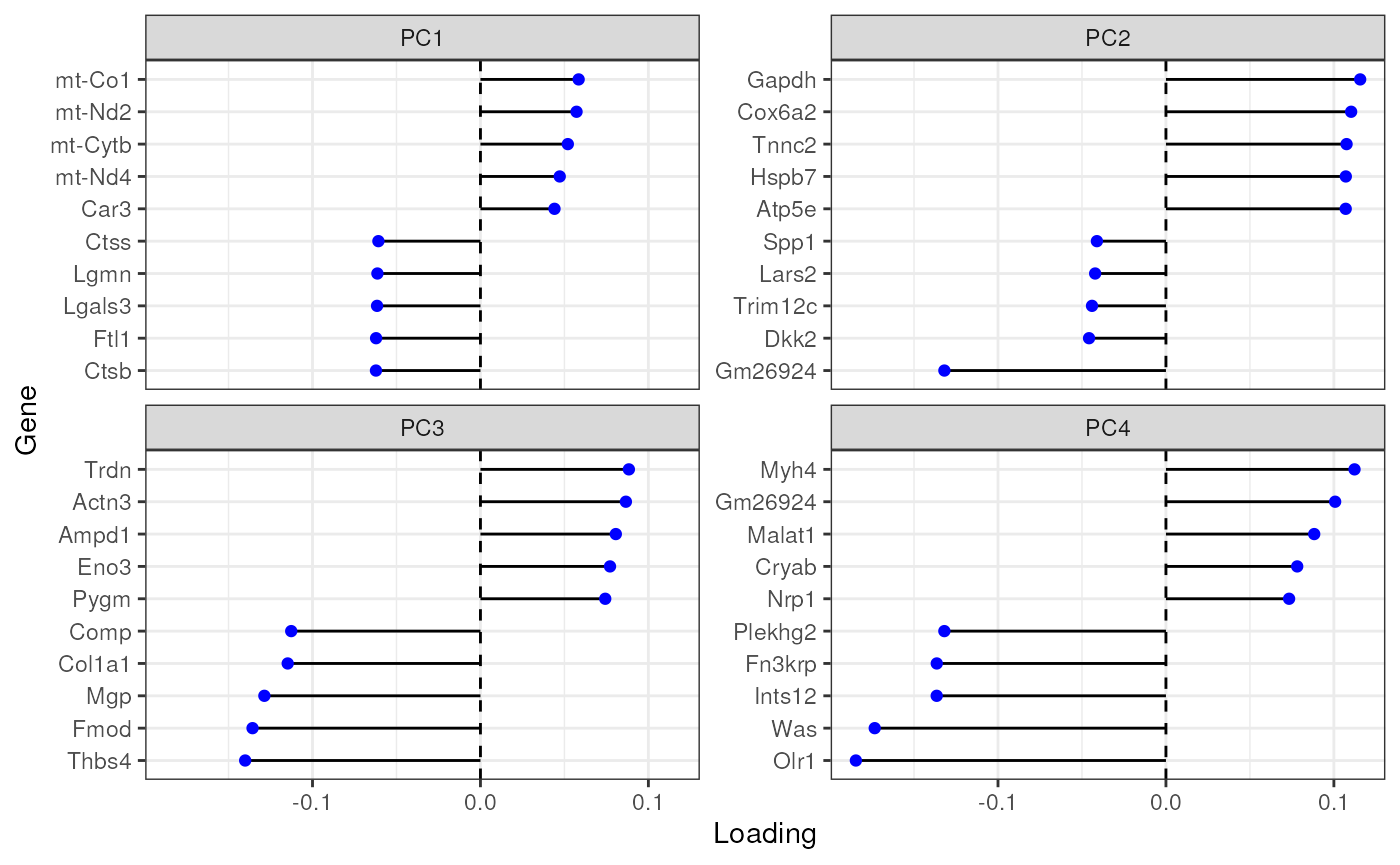 PC1
mt-Co1
mt-Nd2
mt-Cytb
mt-Nd4
Car3
Ctss
Lgmn
Lgals3
Ftl1
Ctsb
PC2
Gapdh
Cox6a2
Tnnc2
Hspb7
Atp5e
Spp1
Lars2
Trim12c
Dkk2
Gm26924
Gene
PC3
Trdn
Actn3
Ampd1
Eno3
Pygm
Comp
Col1a1
Mgp
Fmod
Thbs4
-0.1 0.0 0.1
PC4
Myh4
Gm26924
Malat1
Cryab
Nrp1
Plekhg2
Fn3krp
Ints12
Was
Olr1
-0.1 0.0 0.1
Loading